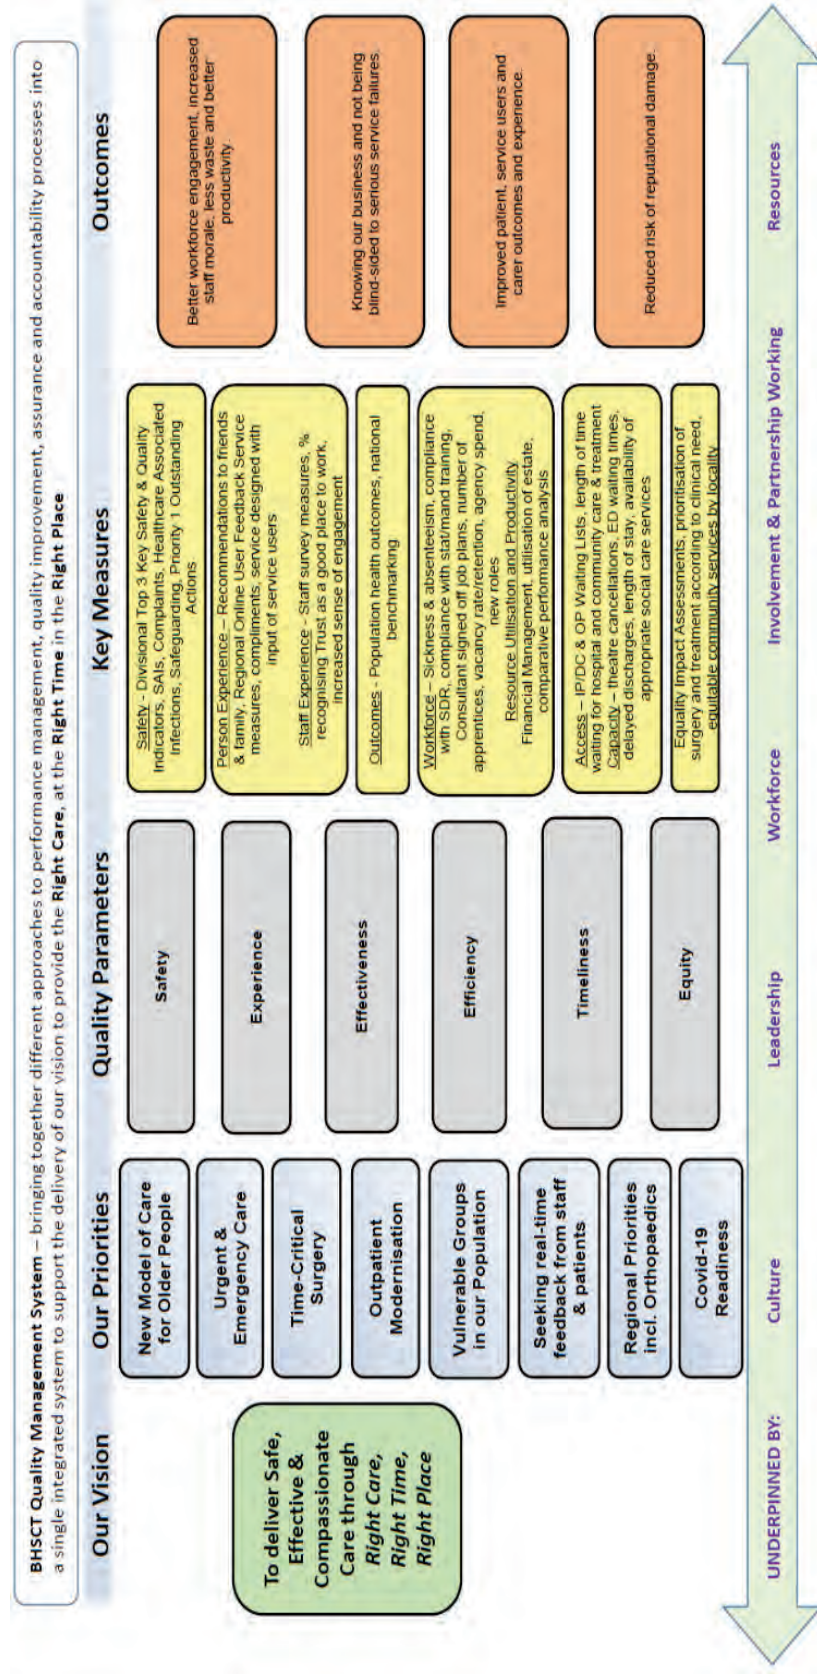 BHSCT Quality Management System – bringing together different approaches to performance management, quality improvement, assurance and accountability processes into
a single integrated system to support the delivery of our vision to provide the Right Care, at the Right Time in the Right Place
Our Vision
To deliver Safe,
Effective &
Compassionate
Care through
Right Care,
Right Time,
Right Place
Our Priorities
New Model of Care
for Older People
Urgent &
Emergency Care
Time-Critical
Surgery
Outpatient
Modernisation
Vulnerable Groups
in our Population
Seeking real-time
feedback from staff
& patients
Regional Priorities
incl. Orthopaedics
Covid-19
Readiness
Quality Parameters
Safety
Experience
Effectiveness
Efficiency
Timeliness
Equity
Key Measures
Safety - Divisional Top 3 Key Safety & Quality
Indicators, SAIs, Complaints, Healthcare Associated
Infections, Safeguarding, Priority 1 Outstanding
Actions
Person Experience – Recommendations to friends
& family, Regional Online User Feedback Service
measures, compliments, service designed with
input of service users
Staff Experience - Staff survey measures, %
recognising Trust as a good place to work,
increased sense of engagement
Outcomes - Population health outcomes, national
benchmarking
Workforce – Sickness & absenteeism, compliance
with SDR, compliance with stat/mand training,
Consultant signed off job plans, number of
apprentices, vacancy rate/retention, agency spend,
new roles
Resource Utilisation and Productivity
Financial Management, utilisation of estate,
comparative performance analysis
Access – IP/DC & OP Waiting Lists, length of time
waiting for hospital and community care & treatment
Capacity – theatre cancellations, ED waiting times,
delayed discharges, length of stay, availability of
appropriate social care services
Equality Impact Assessments, prioritisation of
surgery and treatment according to clinical need,
equitable community services by locality
Outcomes
Better workforce engagement, increased
staff morale, less waste and better
productivity.
Knowing our business and not being
blind-sided to serious service failures.
Improved patient, service users and
carer outcomes and experience.
Reduced risk of reputational damage.
UNDERPINNED BY:
Culture
Leadership
Workforce
Involvement & Partnership Working
Resources